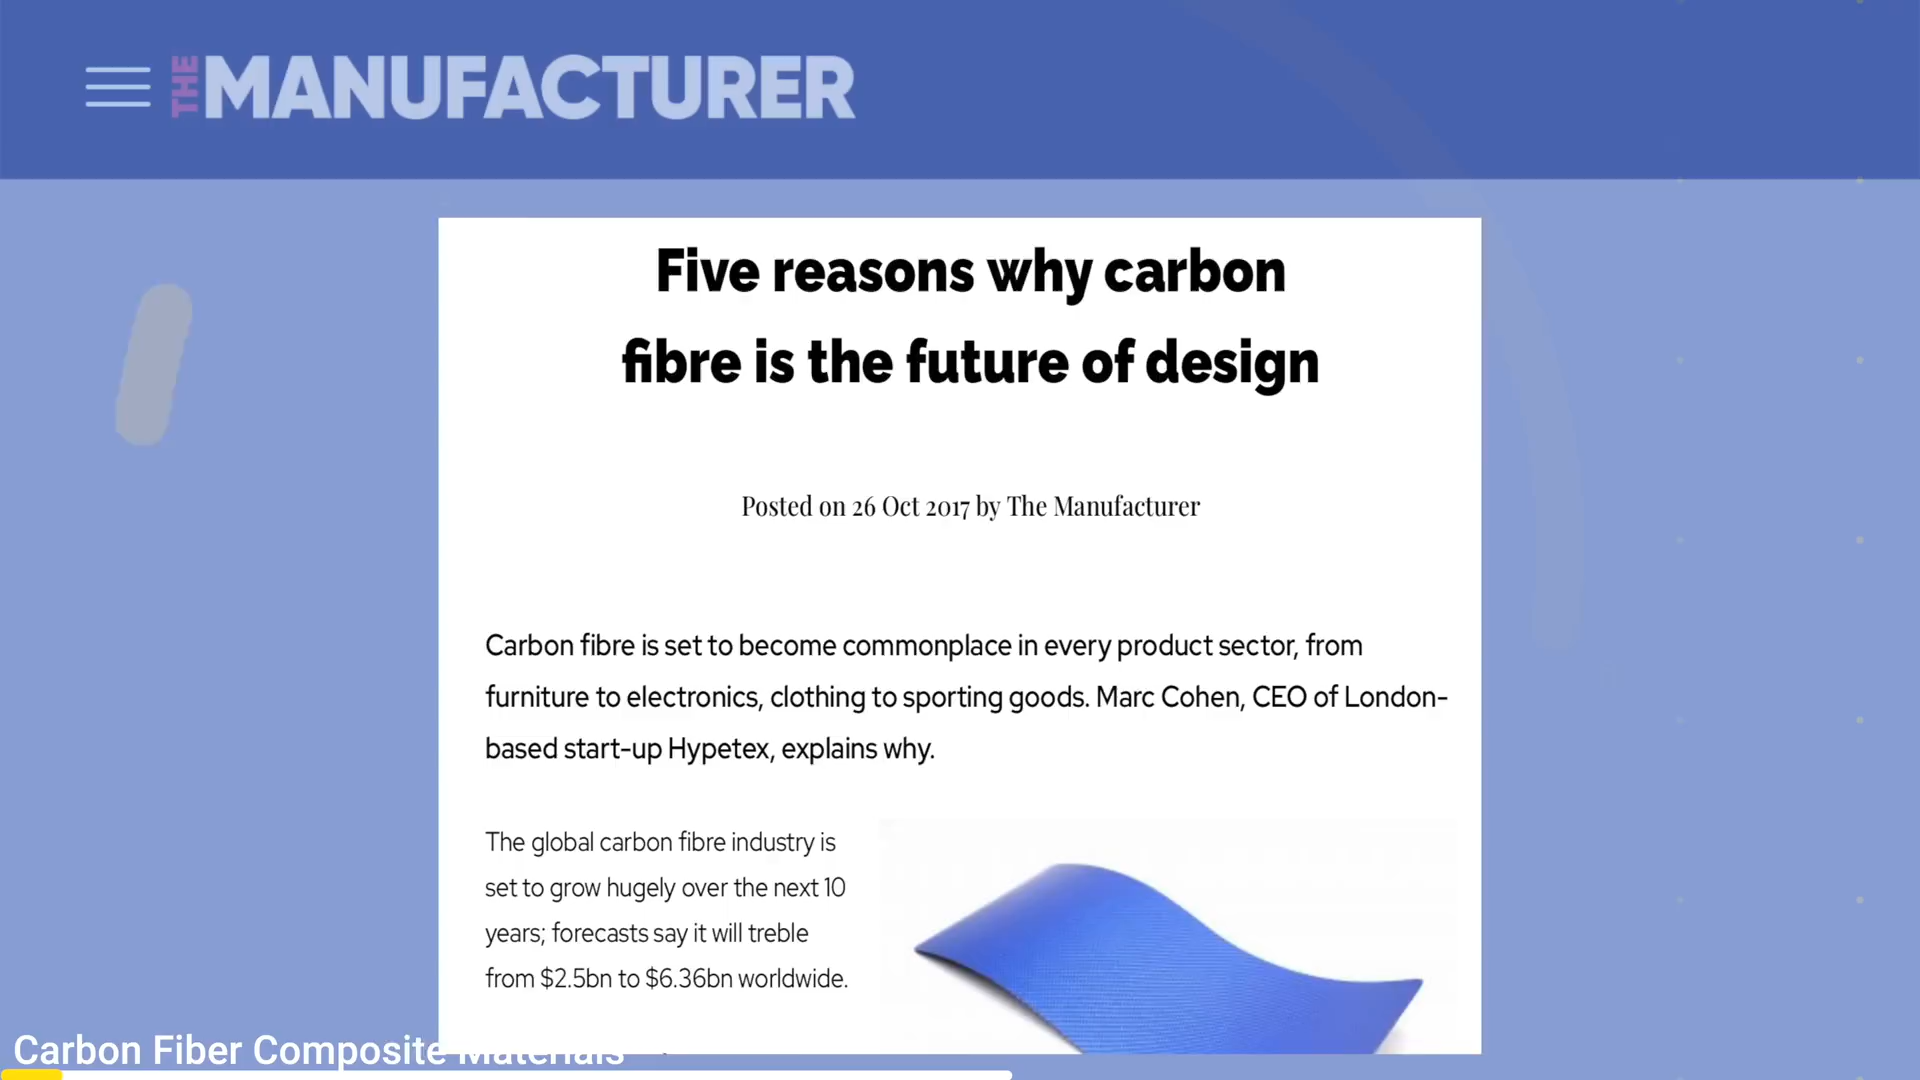 THE MANUFACTURER
Five reasons why carbon
fibre is the future of design
Posted on 26 Oct 2017 by The Manufacturer
Carbon fibre is set to become commonplace in every product sector, from
furniture to electronics, clothing to sporting goods. Marc Cohen, CEO of London-
based start-up Hypetex, explains why.
The global carbon fibre industry is
set to grow hugely over the next 10
years; forecasts say it will treble
from $2.5bn to $6.36bn worldwide.
Carbon Fiber Composite Materials